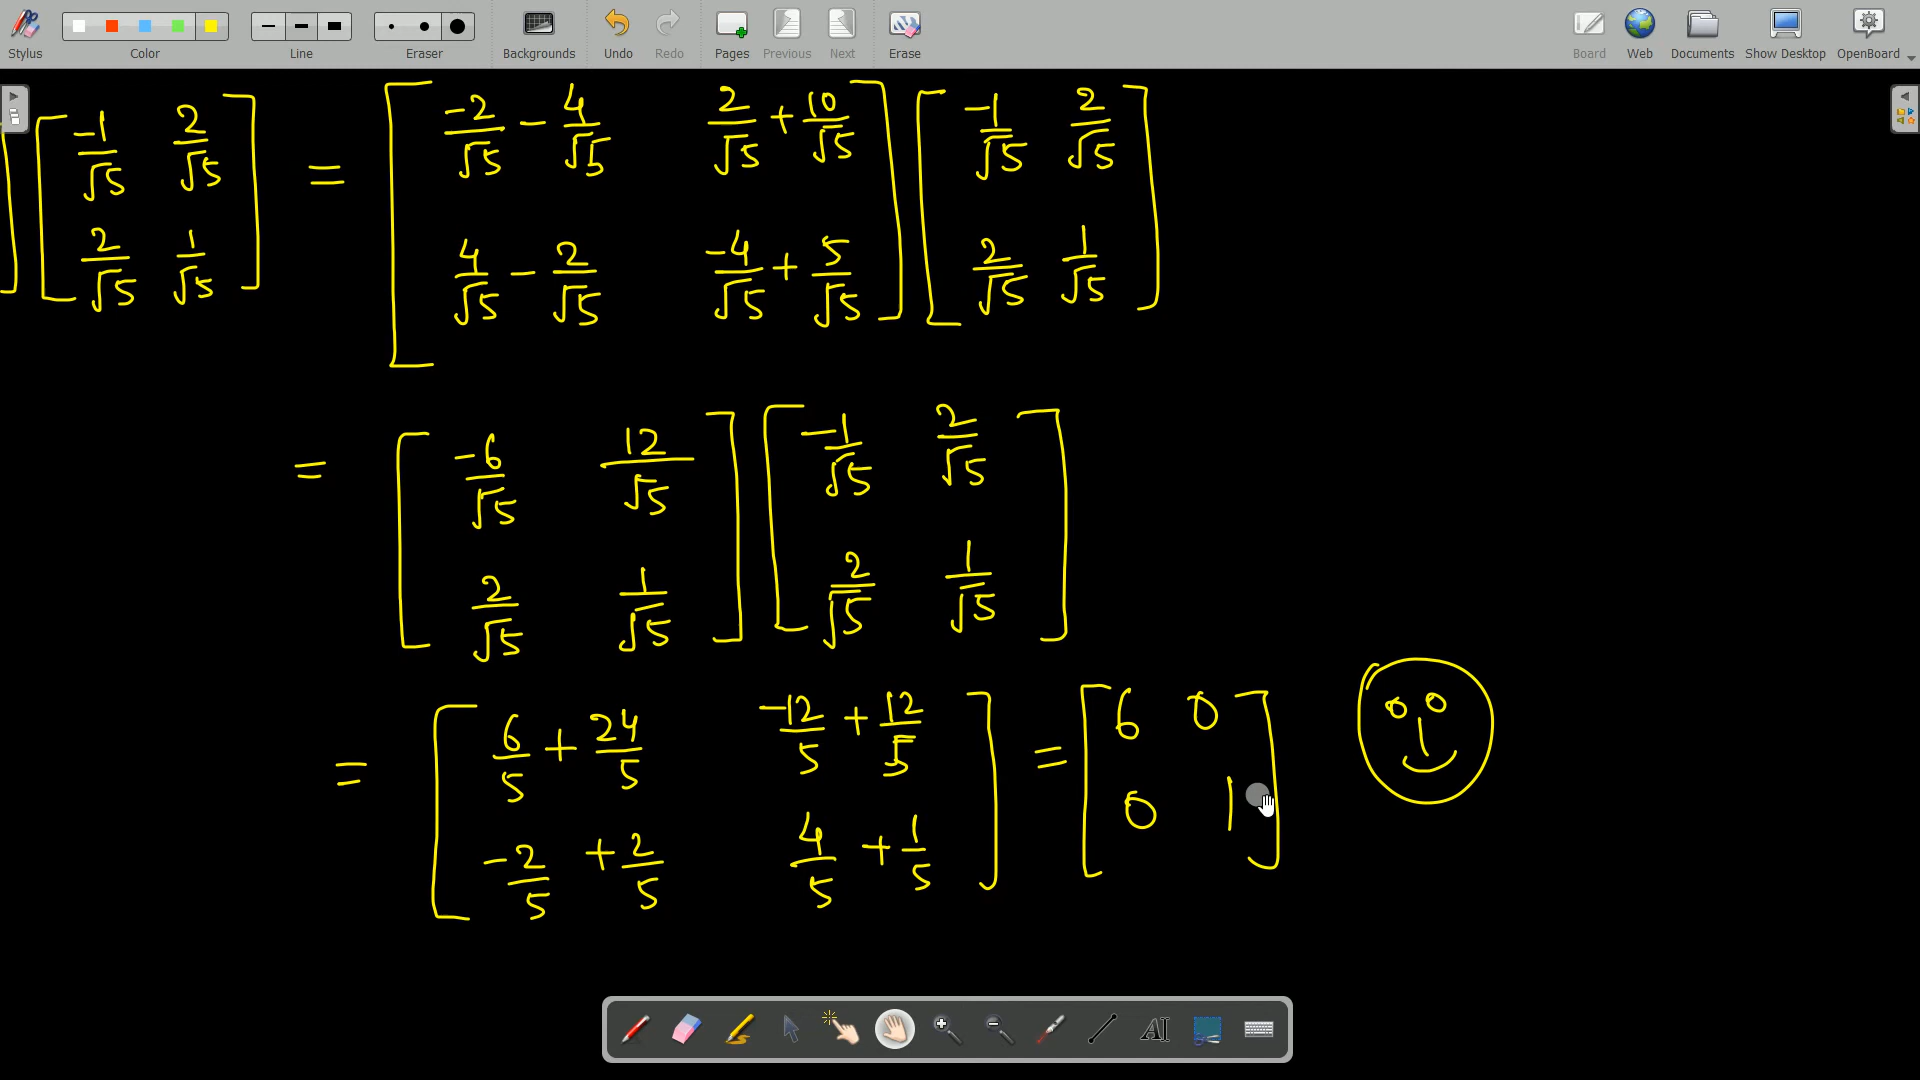 Stylus Color Line Eraser Backgrounds Undo Redo Pages Previous Next Erase Board Web Documents Show Desktop OpenBoard
] [ -1/√5 2/√5 ; 2/√5 1/√5 ] = [ -2/√5 - 4/√5 2/√5 + 10/√5 ; 4/√5 - 2/√5 -4/√5 + 5/√5 ] [ -1/√5 2/√5 ; 2/√5 1/√5 ]
= [ -6/√5 12/√5 ; 2/√5 1/√5 ] [ -1/√5 2/√5 ; 2/√5 1/√5 ]
= [ 6/5 + 24/5 -12/5 + 12/5 ; -2/5 + 2/5 4/5 + 1/5 ] = [ 6 0 ; 0 1 ]
AI